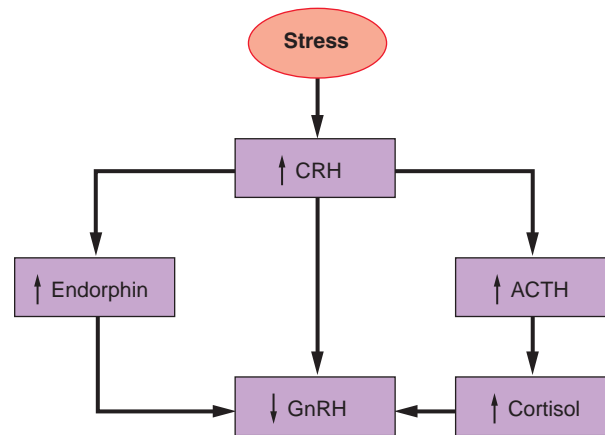 Stress
↑ CRH
↑ Endorphin
↑ ACTH
↓ GnRH
↑ Cortisol